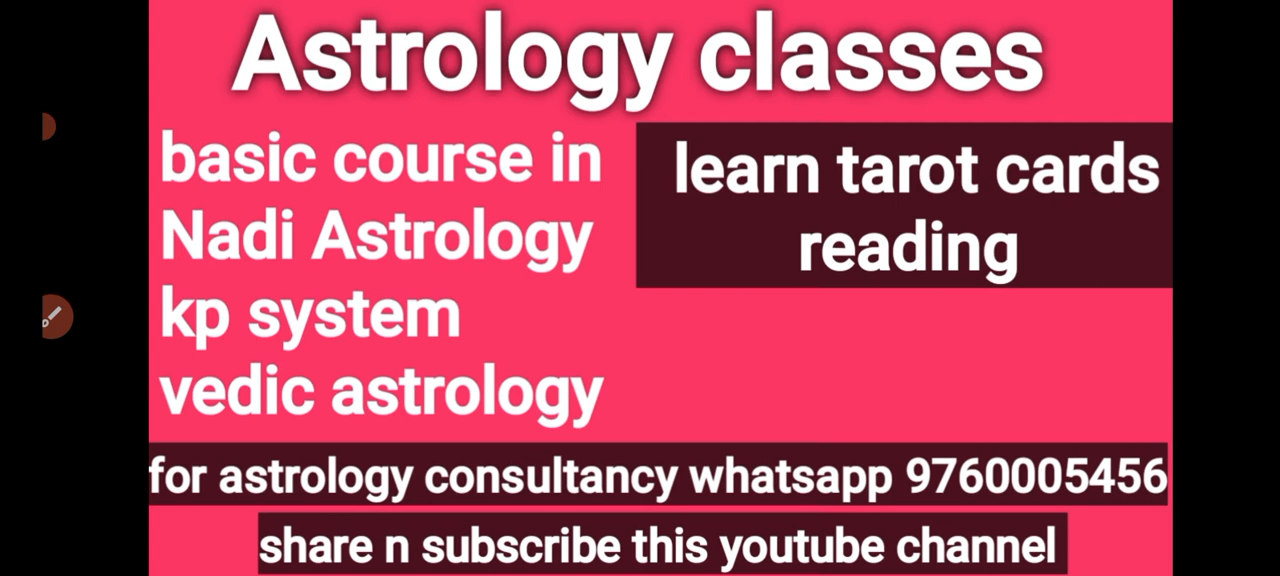 Astrology classes
basic course in
Nadi Astrology
kp system
vedic astrology
learn tarot cards
reading
for astrology consultancy whatsapp 9760005456
share n subscribe this youtube channel